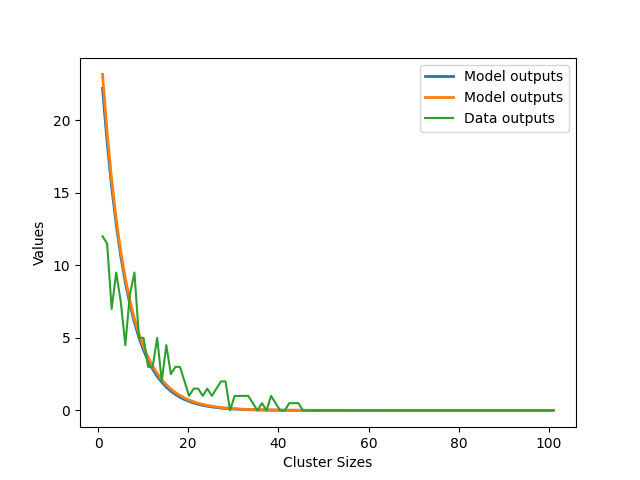 Model outputs
Model outputs
Data outputs
20
15
10
5
0
Values
0 20 40 60 80 100
Cluster Sizes